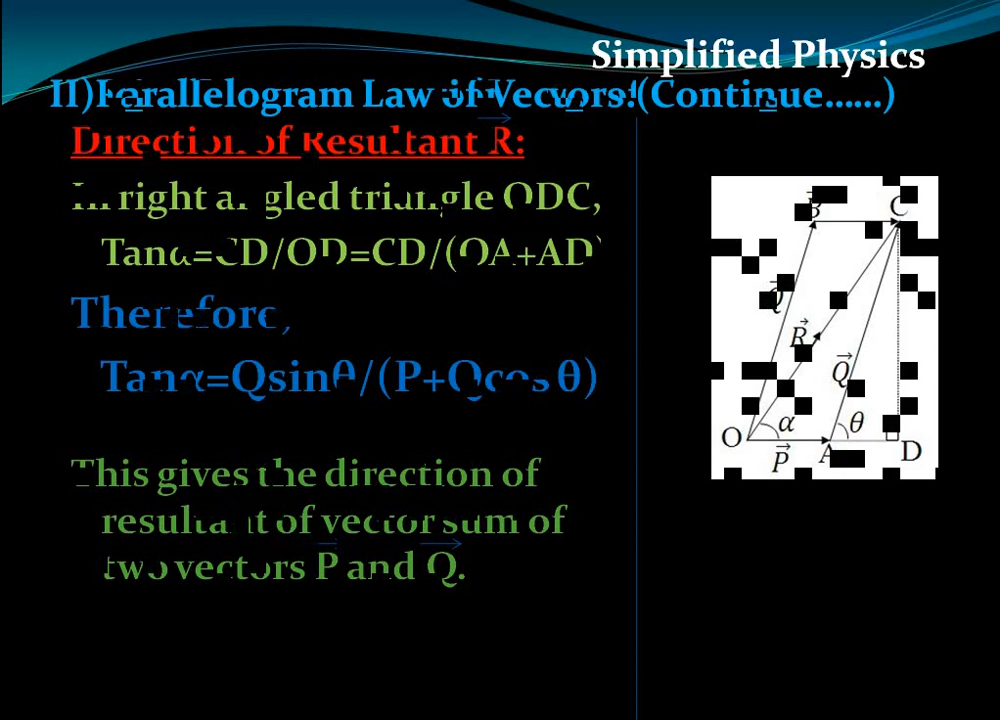 Simplified Physics
II)Parallelogram Law of Vectors:(Continue……)
Direction of Resultant R:
In right angled triangle ODC,
Tanα=CD/OD=CD/(OA+AD)
Therefore,
Tanα=Qsinθ/(P+Qcosθ)
This gives the direction of
resultant of vector sum of
two vectors P and Q.
B C
Q
R
Q
O α θ
P A D